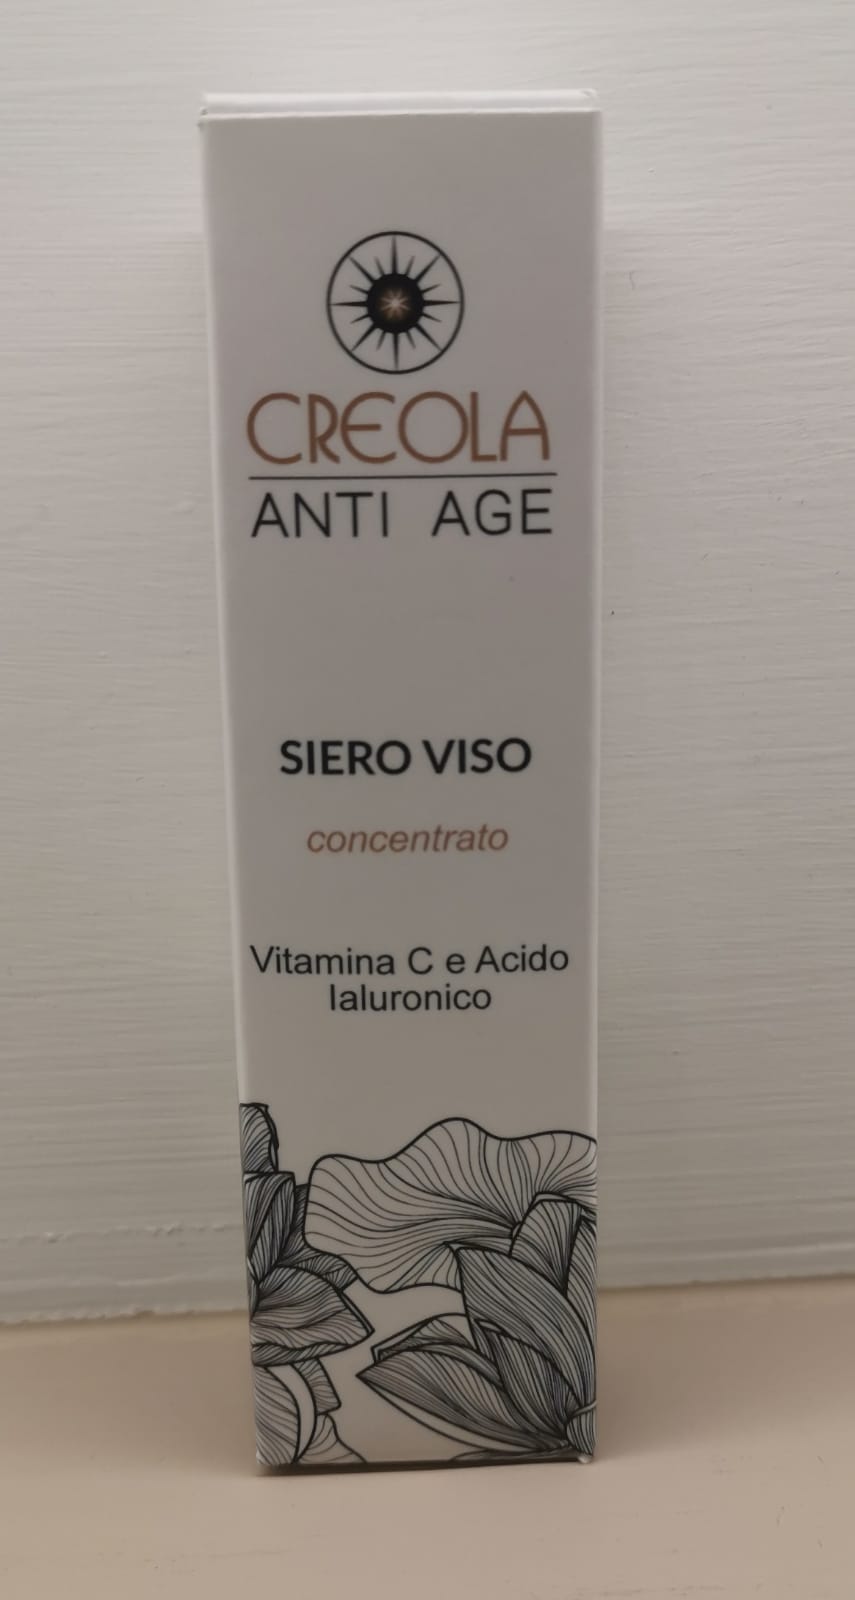 CREOLA
ANTI AGE
SIERO VISO
concentrato
Vitamina C e Acido
Ialuronico